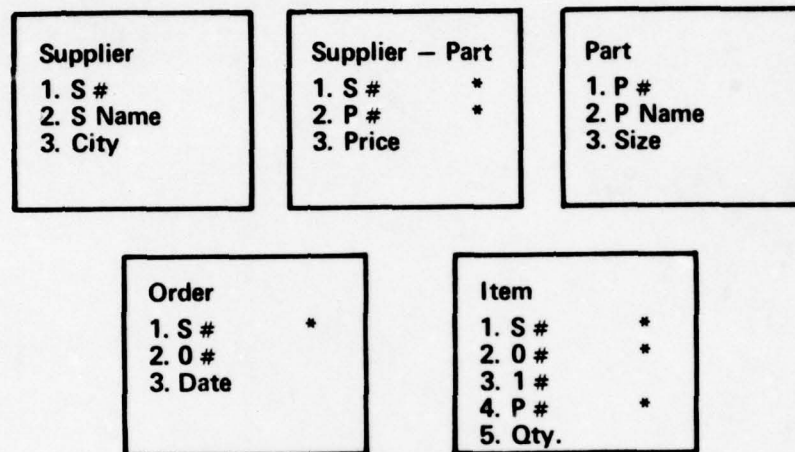 Supplier
1. S #
2. S Name
3. City
Supplier – Part
1. S # *
2. P # *
3. Price
Part
1. P #
2. P Name
3. Size
Order
1. S # *
2. 0 #
3. Date
Item
1. S # *
2. 0 # *
3. 1 #
4. P # *
5. Qty.